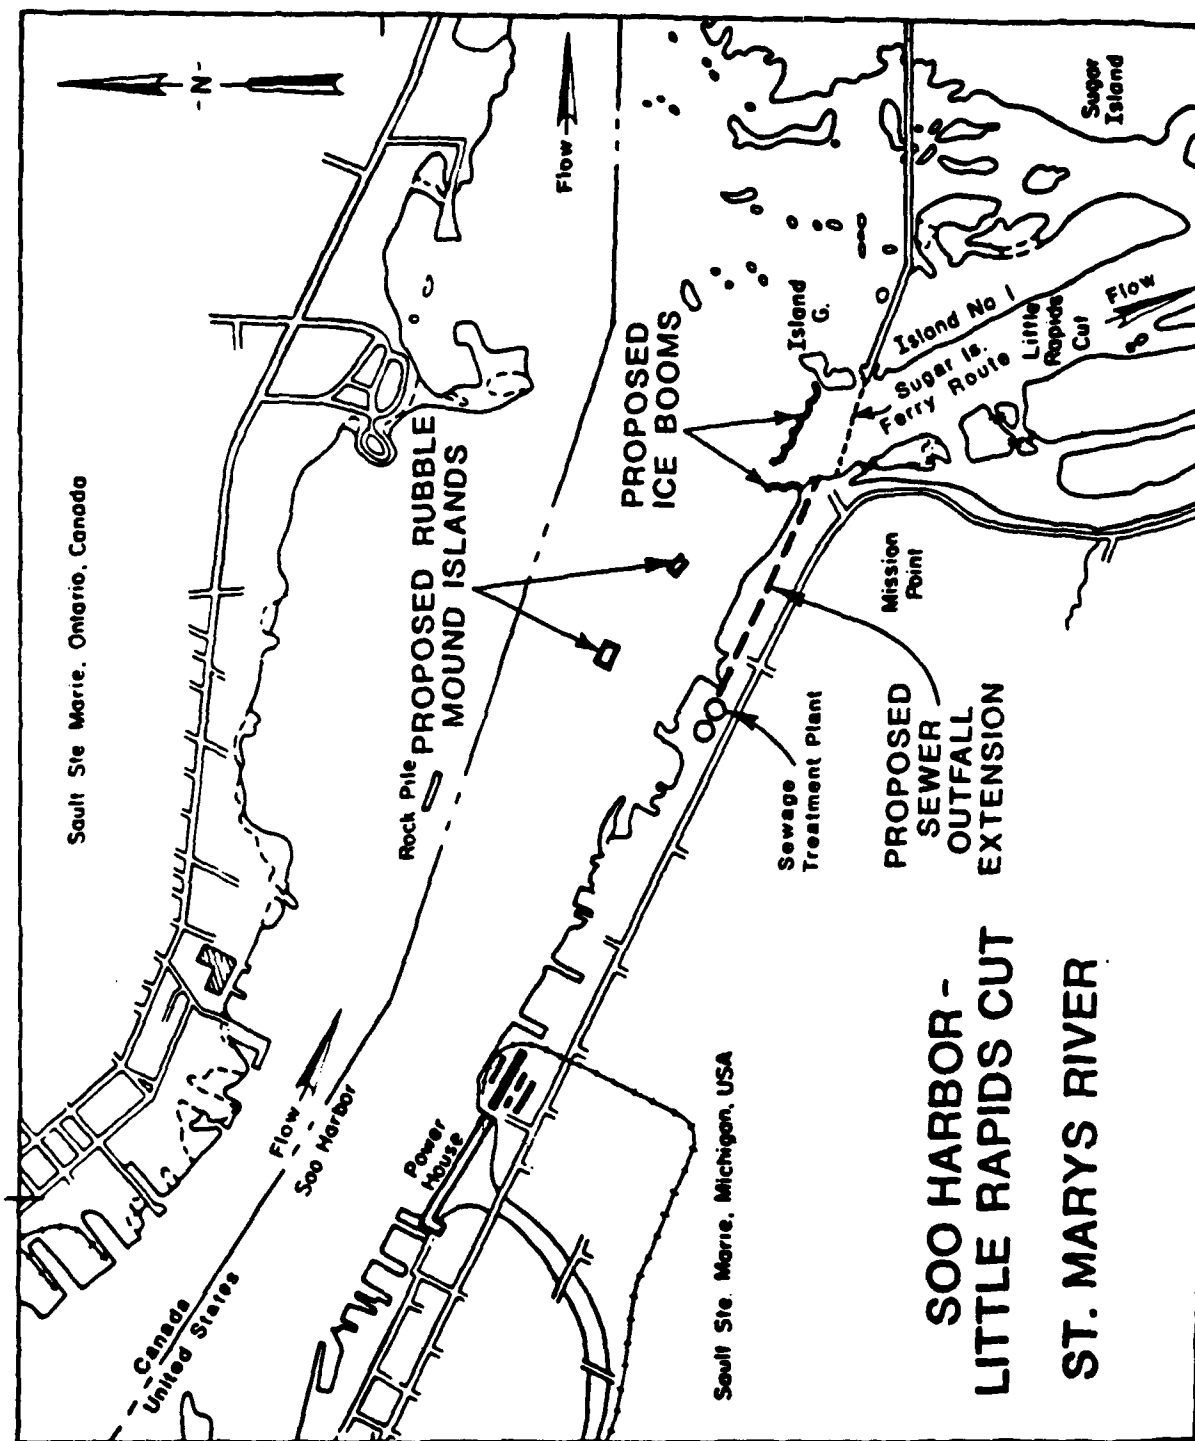 -N-
Sault Ste Marie, Ontario, Canada
Flow
Flow
Soo Harbor
Canada
United States
Rock Pile
PROPOSED RUBBLE
MOUND ISLANDS
PROPOSED
ICE BOOMS
Island
G.
Sugar
Island
Island No 1
Sugar Is.
Ferry Route
Little
Rapids
Cut
Flow
Mission
Point
Power
House
Sewage
Treatment Plant
PROPOSED
SEWER
OUTFALL
EXTENSION
Sault Ste. Marie, Michigan, USA
SOO HARBOR -
LITTLE RAPIDS CUT
ST. MARYS RIVER